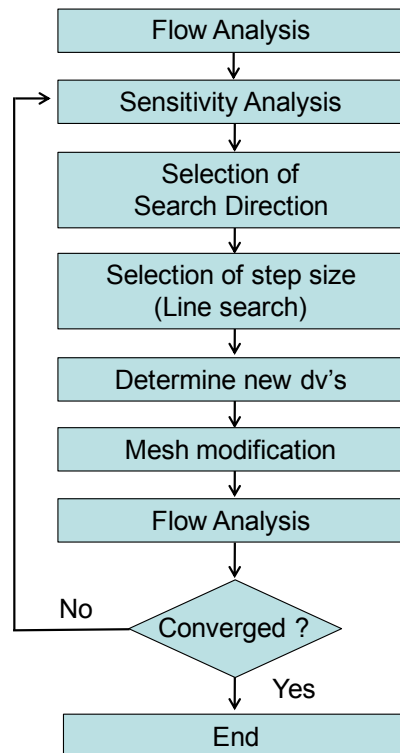 Flow Analysis
Sensitivity Analysis
Selection of
Search Direction
Selection of step size
(Line search)
Determine new dv's
Mesh modification
Flow Analysis
No
Converged ?
Yes
End